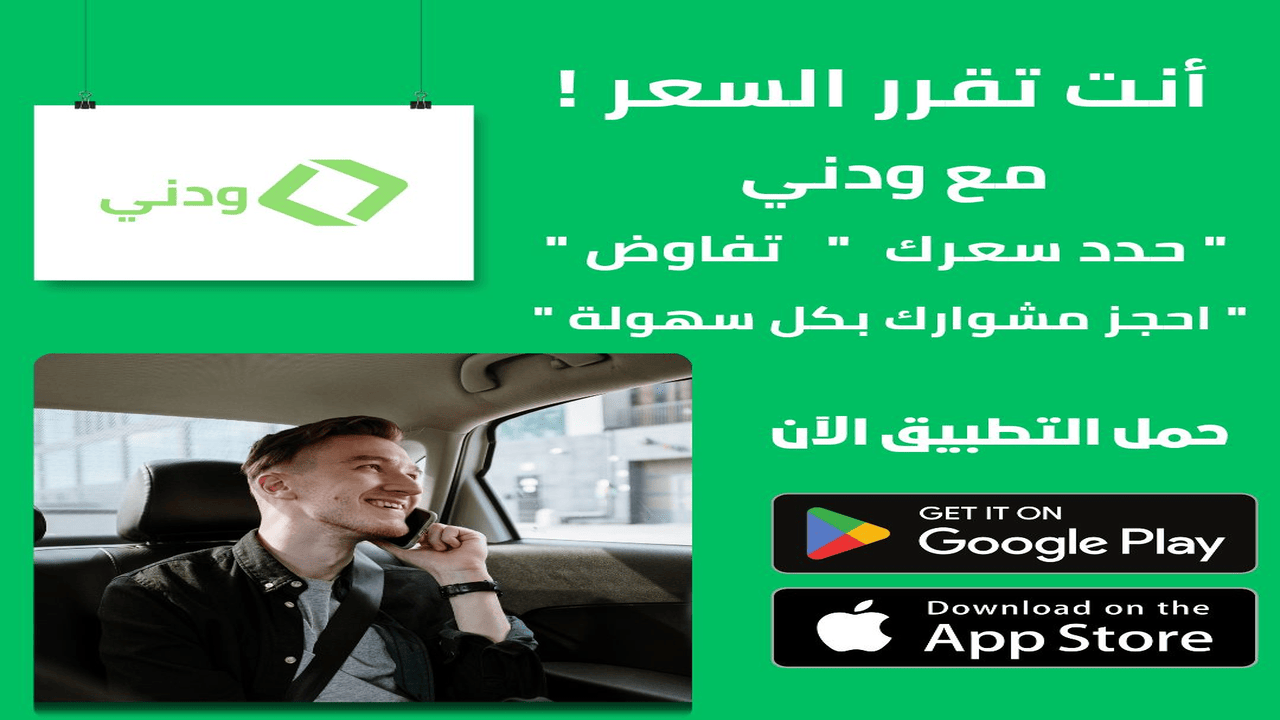 ودني
أنت تقرر السعر !
مع ودني
" حدد سعرك " تفاوض "
" احجز مشوارك بكل سهولة "
حمل التطبيق الآن
GET IT ON
Google Play
Download on the
App Store